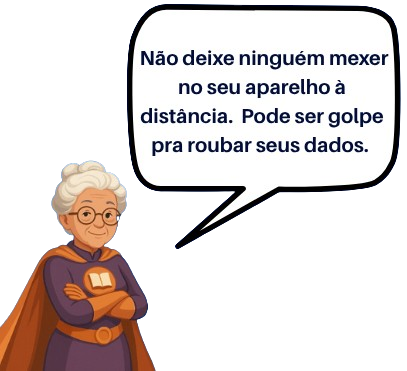 Não deixe ninguém mexer
no seu aparelho à
distância. Pode ser golpe
pra roubar seus dados.